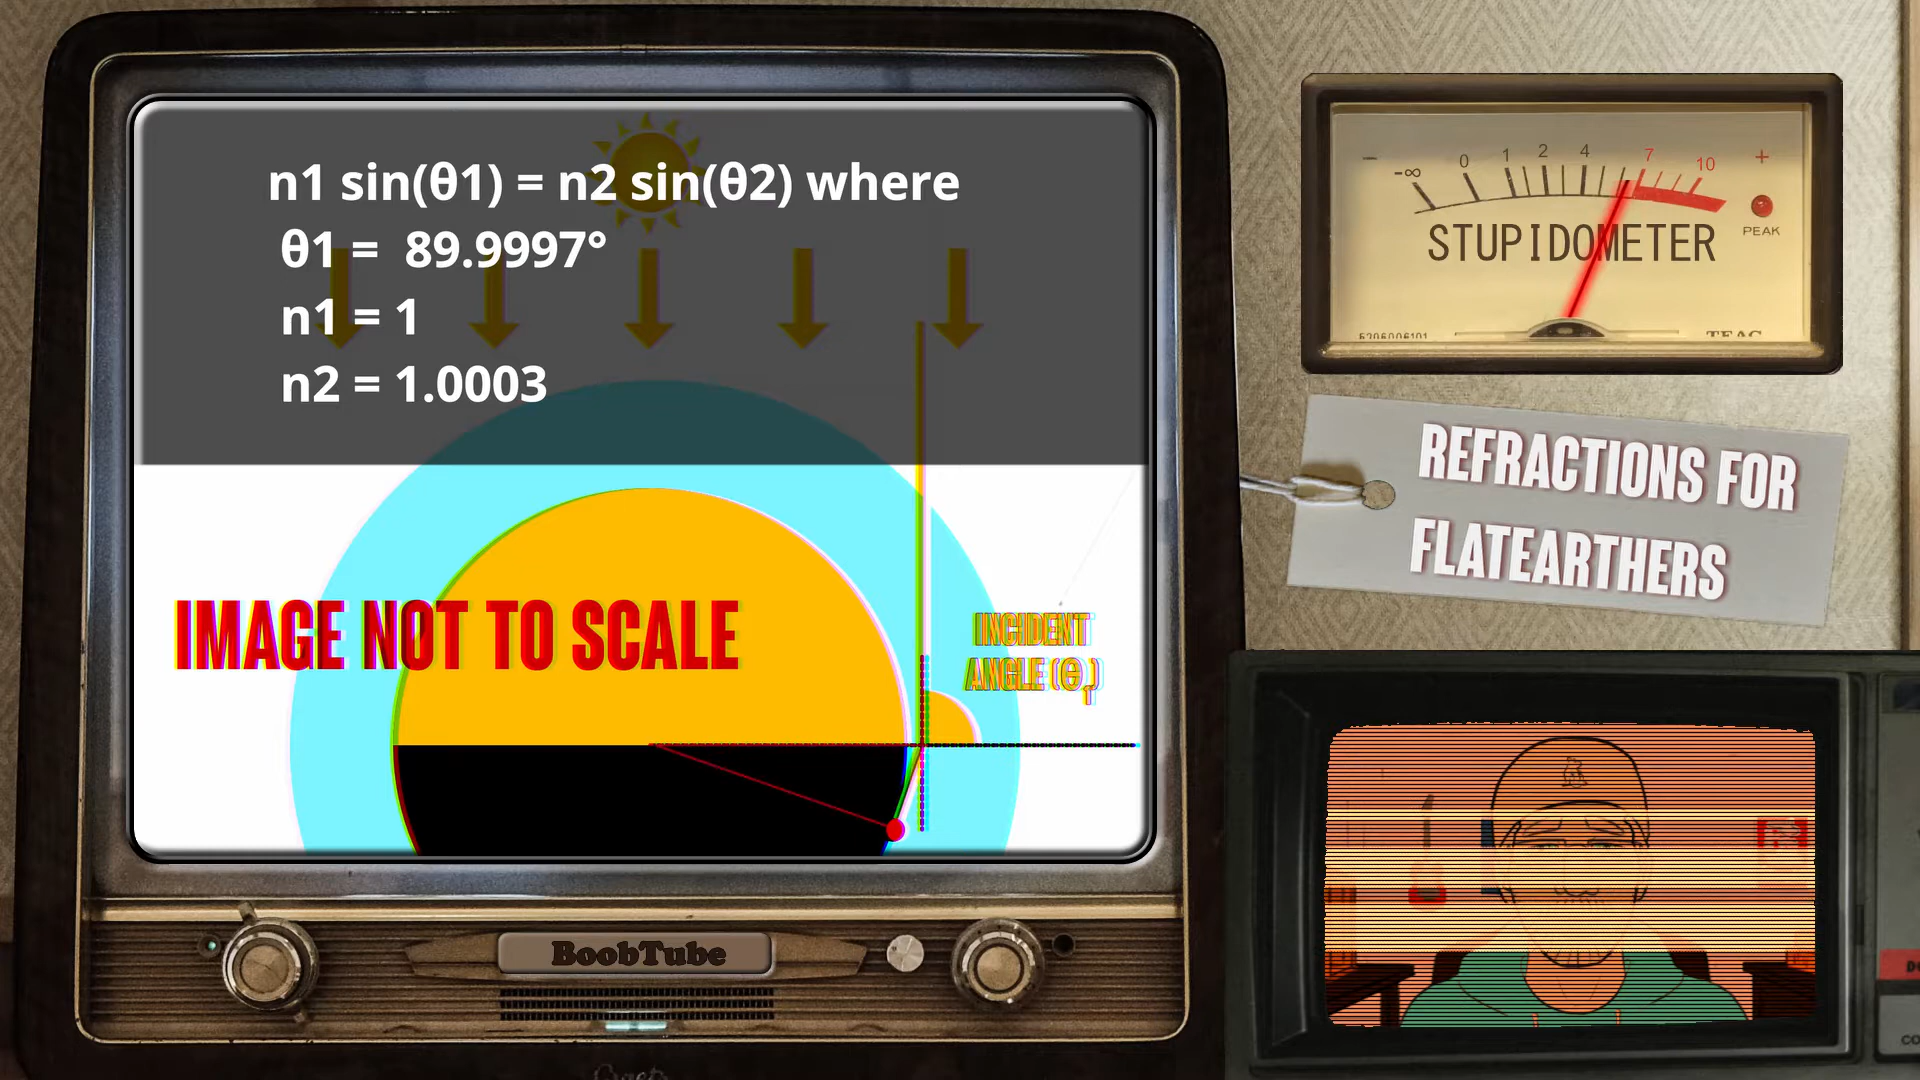 n1 sin(θ1) = n2 sin(θ2) where
θ1 = 89.9997°
n1 = 1
n2 = 1.0003
IMAGE NOT TO SCALE
INCIDENT
ANGLE (θ₁)
BoobTube
− -∞ 0 1 2 4 7 10 +
PEAK
STUPIDOMETER
TEAC
REFRACTIONS FOR
FLATEARTHERS